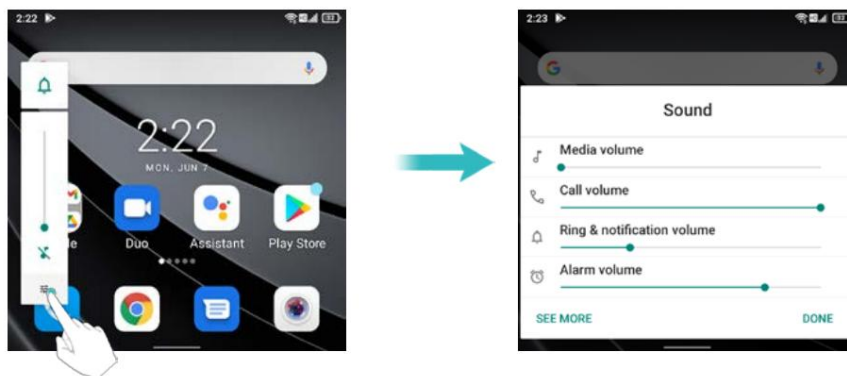 2:22
2:22
MON, JUN 7
Duo
Assistant
Play Store
2:23
Sound
Media volume
Call volume
Ring & notification volume
Alarm volume
SEE MORE
DONE